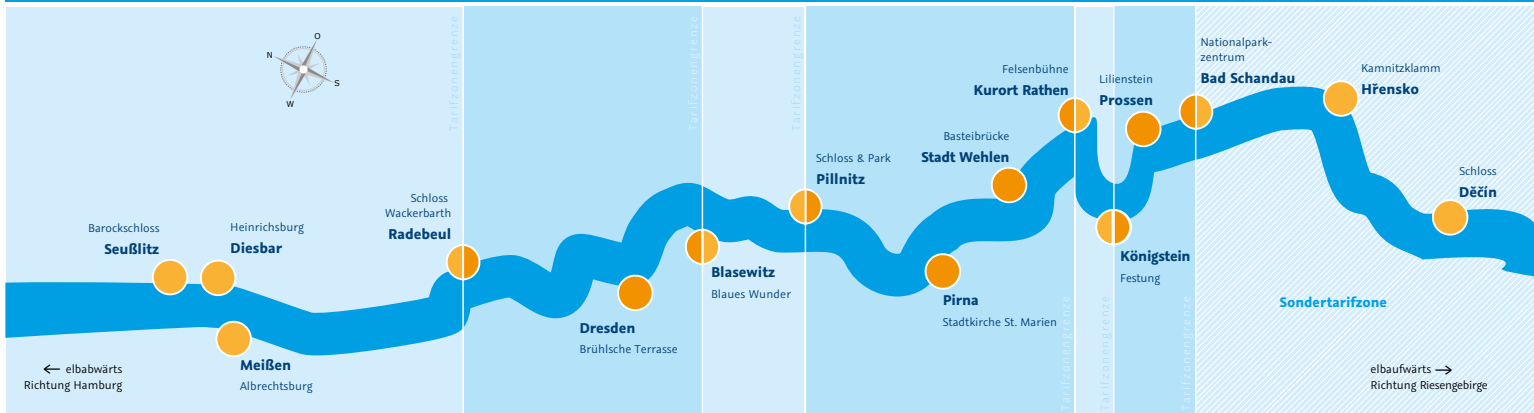 N
O
S
W
Tarifzonengrenze
Tarifzonengrenze
Tarifzonengrenze
Barockschloss
Seußlitz
Heinrichsburg
Diesbar
Meißen
Albrechtsburg
Schloss
Wackerbarth
Radebeul
Dresden
Brühlsche Terrasse
Blasewitz
Blaues Wunder
Schloss & Park
Pillnitz
Pirna
Stadtkirche St. Marien
Basteibrücke
Stadt Wehlen
Felsenbühne
Kurort Rathen
Tarifzonengrenze
Tarifzonengrenze
Tarifzonengrenze
Königstein
Festung
Lilienstein
Prossen
Nationalpark-
zentrum
Bad Schandau
Kamnitzklamm
Hřensko
Schloss
Děčín
Sondertarifzone
← elbabwärts
Richtung Hamburg
elbaufwärts →
Richtung Riesengebirge